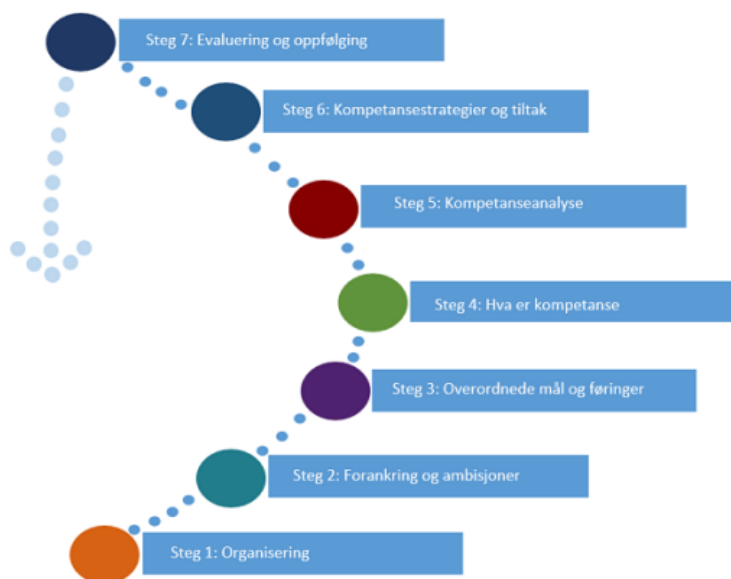 Steg 7: Evaluering og oppfølging
Steg 6: Kompetansestrategier og tiltak
Steg 5: Kompetanseanalyse
Steg 4: Hva er kompetanse
Steg 3: Overordnede mål og føringer
Steg 2: Forankring og ambisjoner
Steg 1: Organisering